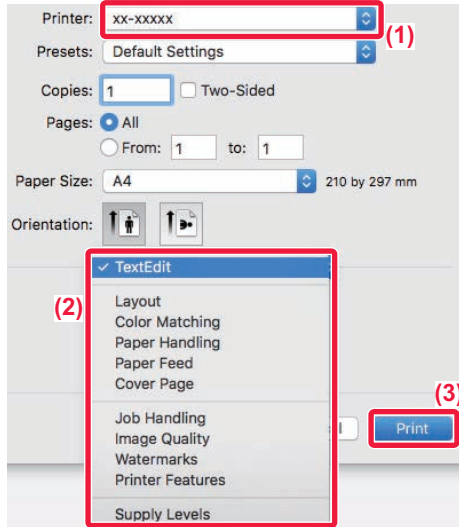 Printer: xx-xxxxx
(1)
Presets: Default Settings
Copies: 1 Two-Sided
Pages: All
From: 1 to: 1
Paper Size: A4 210 by 297 mm
Orientation:
✓ TextEdit
(2)
Layout
Color Matching
Paper Handling
Paper Feed
Cover Page
(3)
Job Handling
Image Quality
Watermarks
Printer Features
l Print
Supply Levels